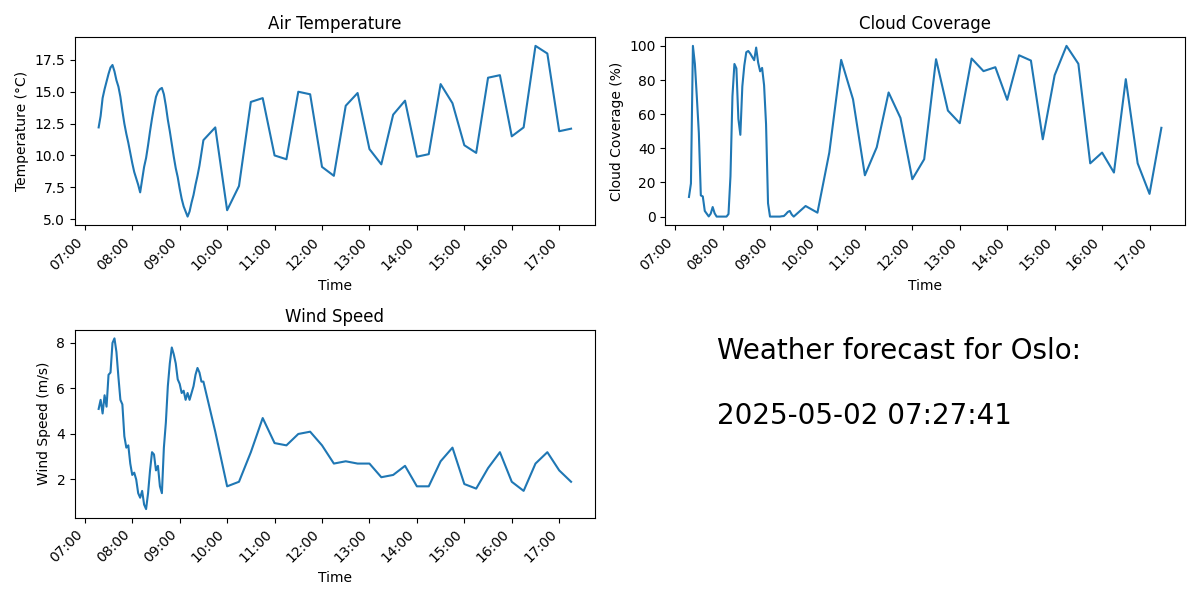 Air Temperature
Temperature (°C)
17.5
15.0
12.5
10.0
7.5
5.0
07:00 08:00 09:00 10:00 11:00 12:00 13:00 14:00 15:00 16:00 17:00
Time
Cloud Coverage
Cloud Coverage (%)
100
80
60
40
20
0
07:00 08:00 09:00 10:00 11:00 12:00 13:00 14:00 15:00 16:00 17:00
Time
Wind Speed
Wind Speed (m/s)
8
6
4
2
07:00 08:00 09:00 10:00 11:00 12:00 13:00 14:00 15:00 16:00 17:00
Time
Weather forecast for Oslo:
2025-05-02 07:27:41